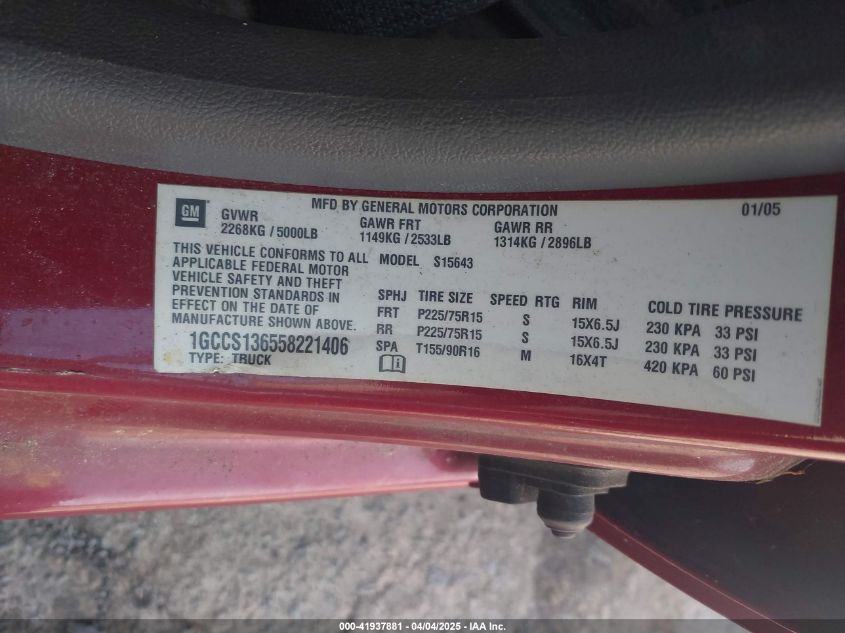 GM
MFD BY GENERAL MOTORS CORPORATION 01/05
GVWR GAWR FRT GAWR RR
2268KG / 5000LB 1149KG / 2533LB 1314KG / 2896LB
THIS VEHICLE CONFORMS TO ALL
APPLICABLE FEDERAL MOTOR
VEHICLE SAFETY AND THEFT
PREVENTION STANDARDS IN
EFFECT ON THE DATE OF
MANUFACTURE SHOWN ABOVE.
1GCCS136558221406
TYPE: TRUCK
MODEL S15643
SPHJ TIRE SIZE SPEED RTG RIM COLD TIRE PRESSURE
FRT P225/75R15 S 15X6.5J 230 KPA 33 PSI
RR P225/75R15 S 15X6.5J 230 KPA 33 PSI
SPA T155/90R16 M 16X4T 420 KPA 60 PSI
000-41937881 - 04/04/2025 - IAA Inc.